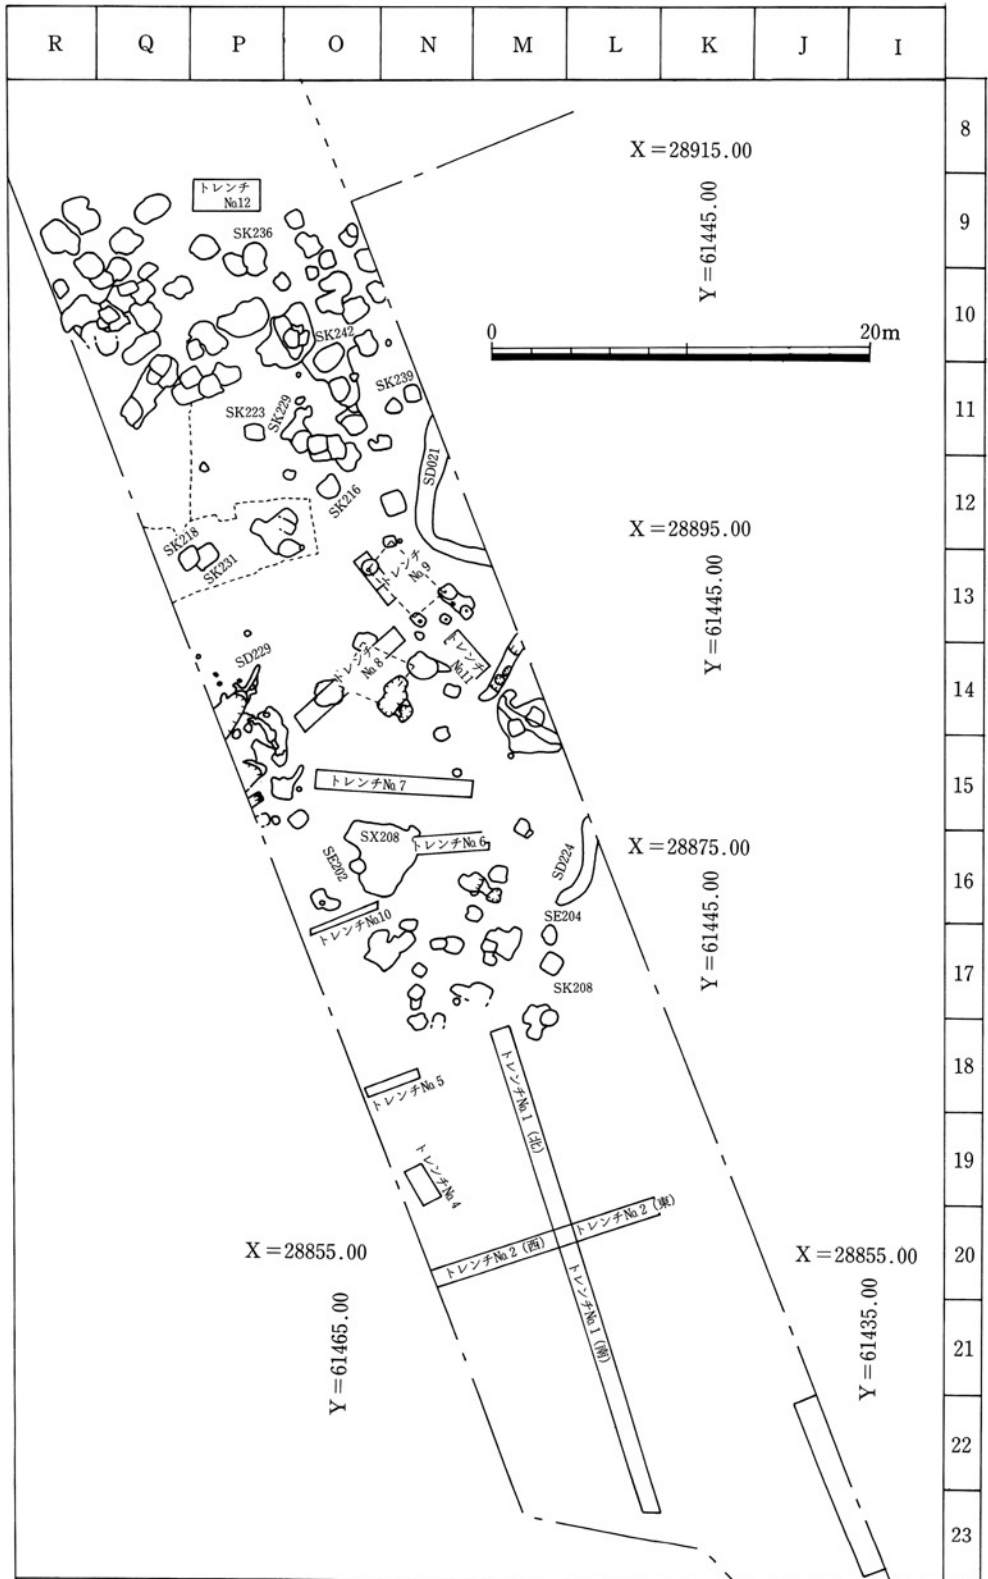 R Q P O N M L K J I
8
X=28915.00
トレンチ
No.12
9
Y=61445.00
SK236
10
0 20m
SK242
SK239
11
SK223
SK229
SD021
12
SK216
X=28895.00
SK218
SK231
トレンチ
No.9
13
Y=61445.00
SD229
トレンチ
No.8
トレンチ
No.11
14
トレンチNo.7
15
SX208
トレンチNo.6
X=28875.00
SE202
SD224
16
トレンチNo.10
SE204
Y=61445.00
17
SK208
18
トレンチNo.5
トレンチNo.1 (北)
19
トレンチNo.4
トレンチNo.2 (東)
X=28855.00
トレンチNo.2 (西)
X=28855.00
20
トレンチNo.1 (南)
Y=61465.00
Y=61435.00
21
22
23